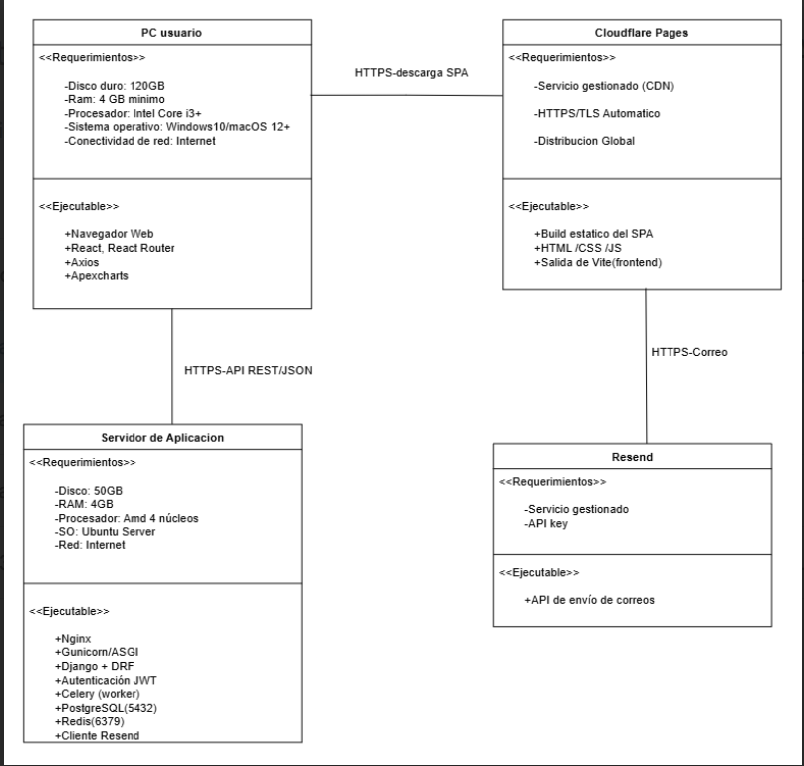 PC usuario
<<Requerimientos>>
-Disco duro: 120GB
-Ram: 4 GB minimo
-Procesador: Intel Core i3+
-Sistema operativo: Windows10/macOS 12+
-Conectividad de red: Internet
<<Ejecutable>>
+Navegador Web
+React, React Router
+Axios
+Apexcharts
HTTPS-descarga SPA
Cloudflare Pages
<<Requerimientos>>
-Servicio gestionado (CDN)
-HTTPS/TLS Automatico
-Distribucion Global
<<Ejecutable>>
+Build estatico del SPA
+HTML /CSS /JS
+Salida de Vite(frontend)
HTTPS-API REST/JSON
HTTPS-Correo
Servidor de Aplicacion
<<Requerimientos>>
-Disco: 50GB
-RAM: 4GB
-Procesador: Amd 4 núcleos
-SO: Ubuntu Server
-Red: Internet
<<Ejecutable>>
+Nginx
+Gunicorn/ASGI
+Django + DRF
+Autenticación JWT
+Celery (worker)
+PostgreSQL(5432)
+Redis(6379)
+Cliente Resend
Resend
<<Requerimientos>>
-Servicio gestionado
-API key
<<Ejecutable>>
+API de envío de correos